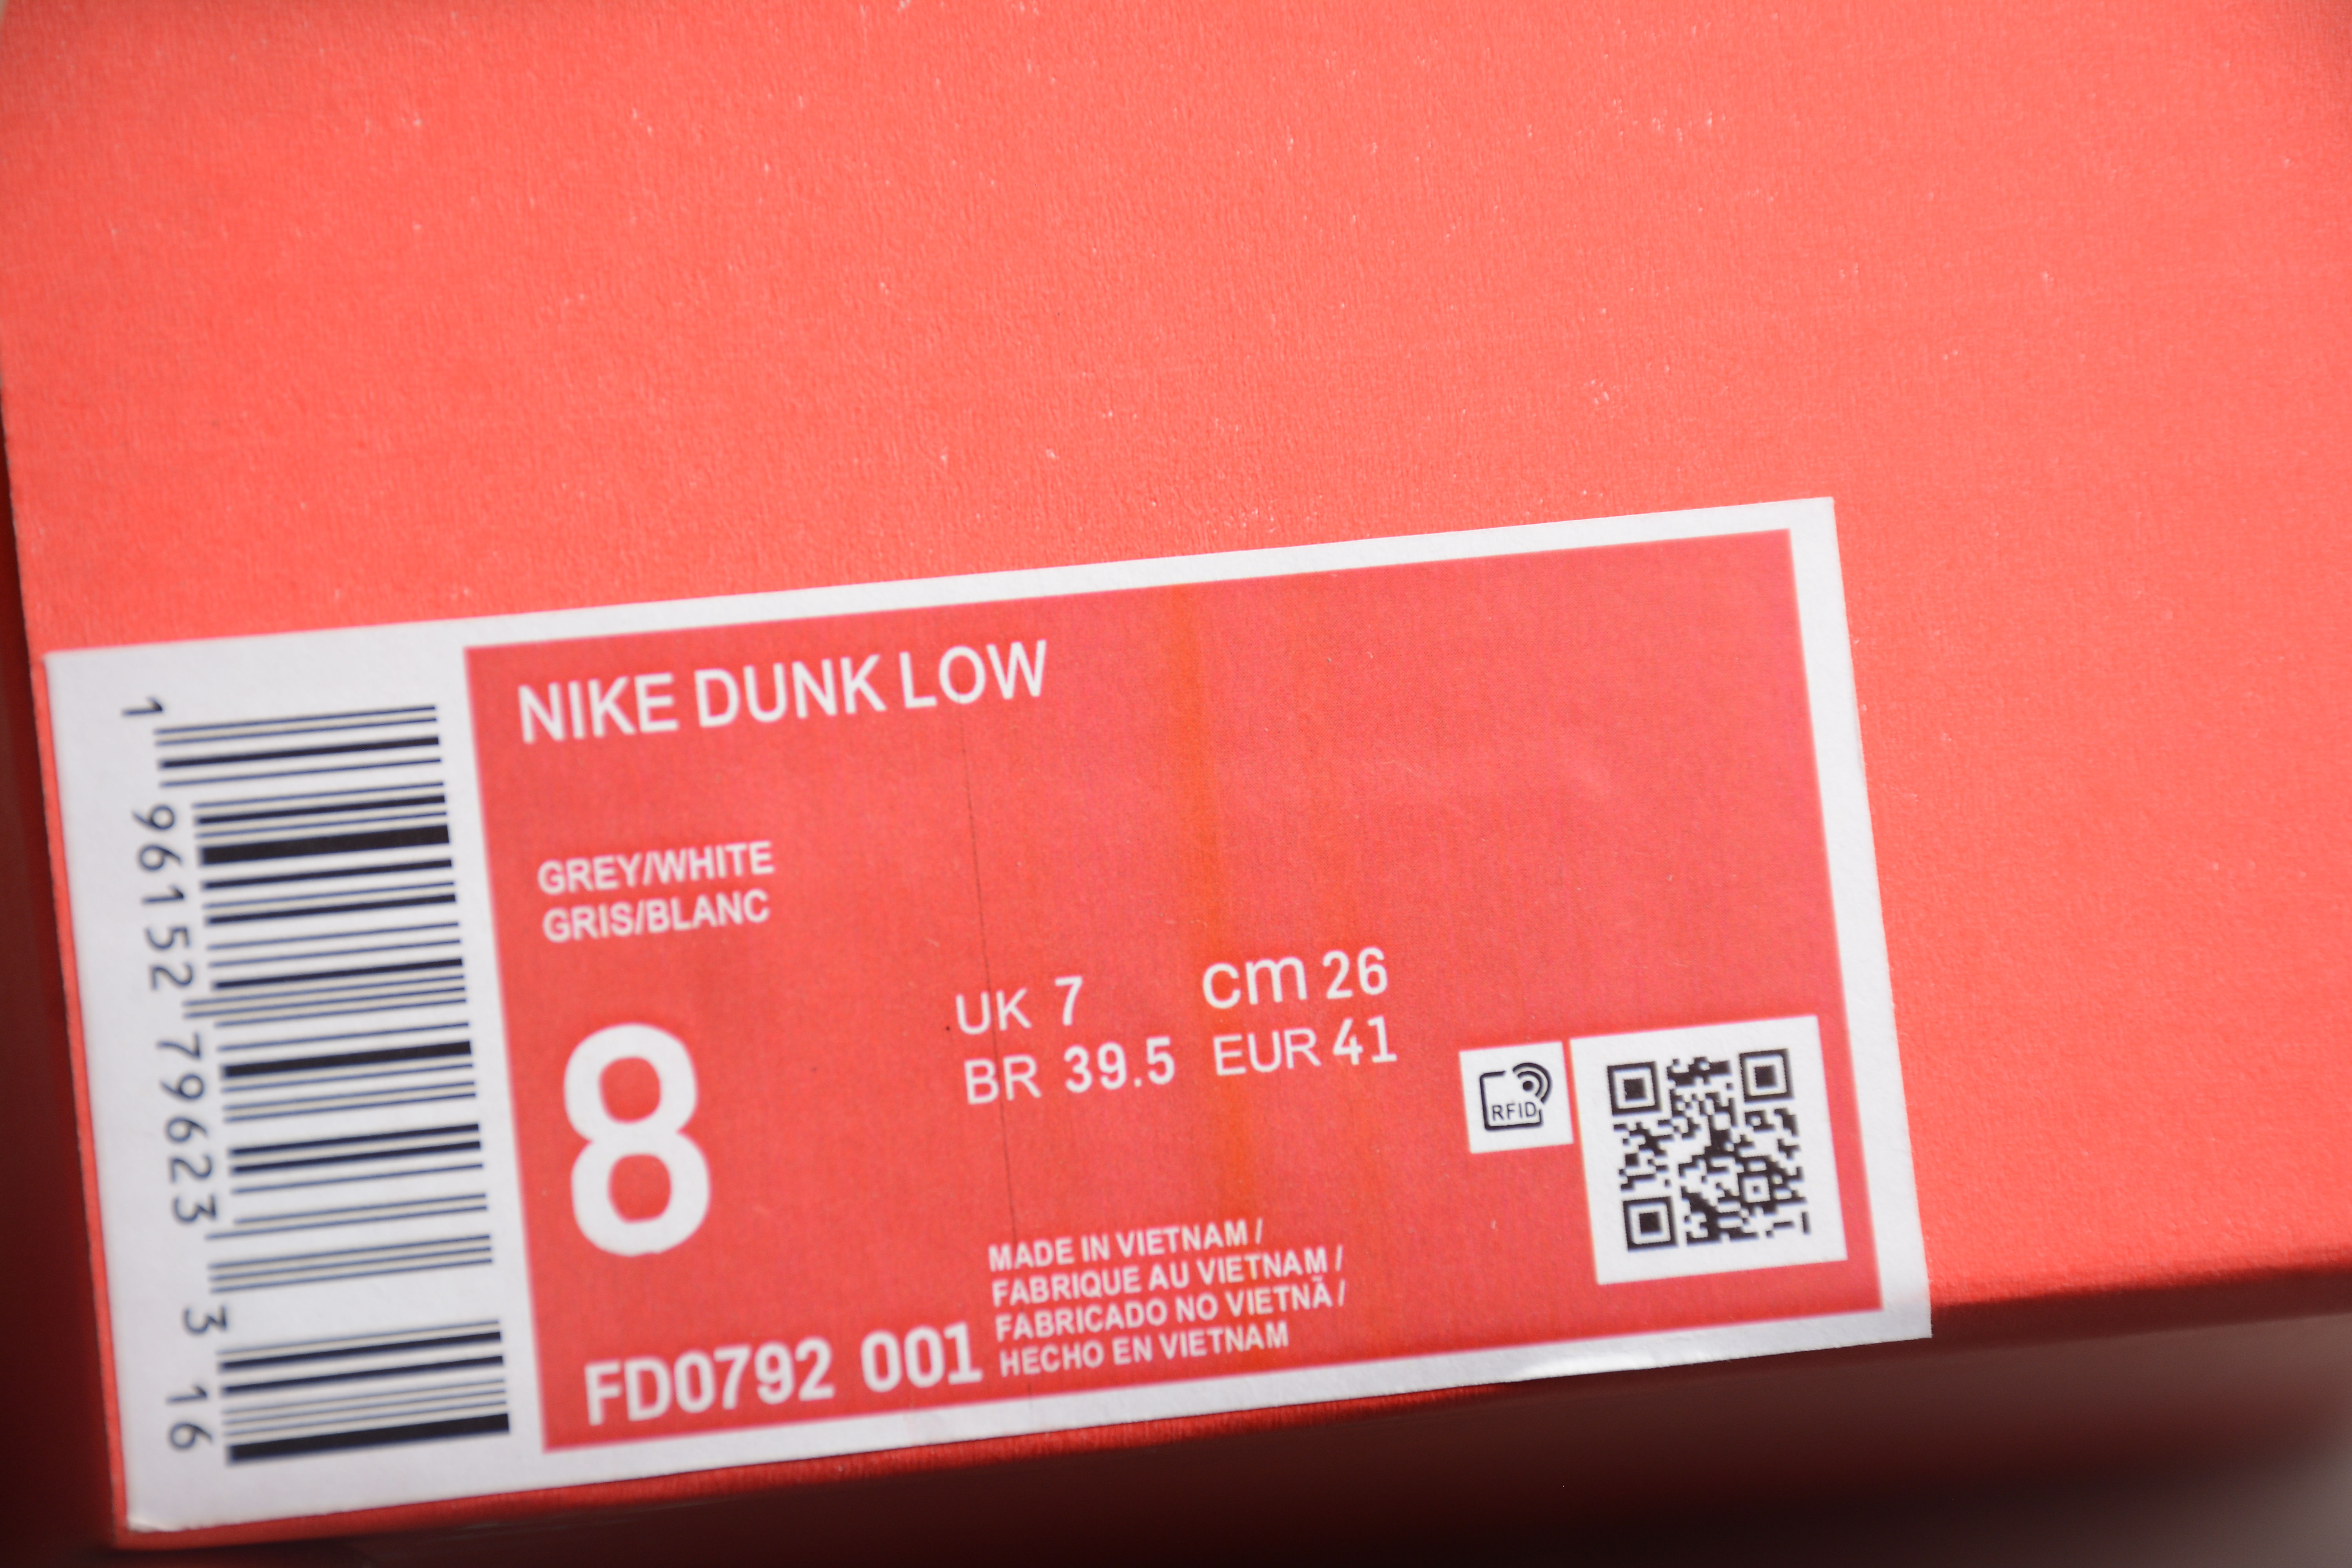 NIKE DUNK LOW
GREY/WHITE
GRIS/BLANC
8
UK 7 cm 26
BR 39.5 EUR 41
RFID
MADE IN VIETNAM /
FABRIQUE AU VIETNAM /
FABRICADO NO VIETNÃ /
HECHO EN VIETNAM
FD0792 001
1 96152 79623 3 16